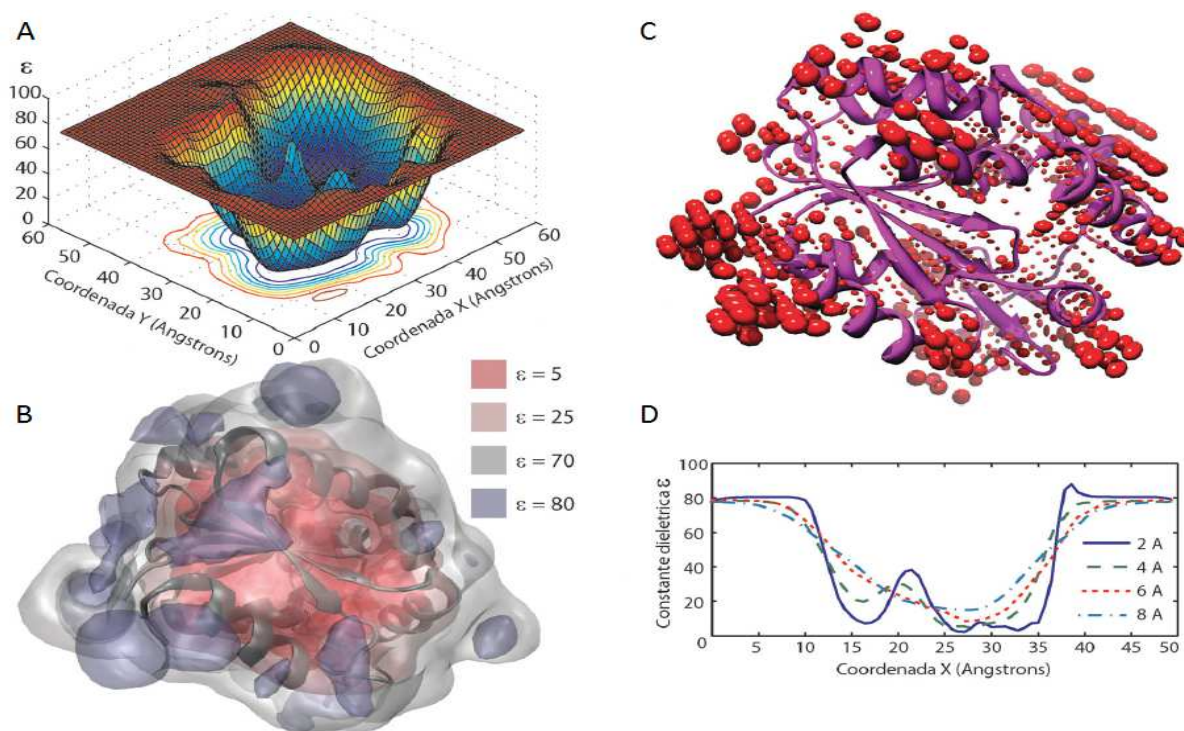 A
ε
100
80
60
40
20
0
60
50
40
30
20
10
0
Coordenada Y (Angstrons)
0
10
20
30
40
50
60
Coordenada X (Angstrons)
B
ε = 5
ε = 25
ε = 70
ε = 80
C
D
Constante dieletrica ε
100
80
60
40
20
0
0 5 10 15 20 25 30 35 40 45 50
Coordenada X (Angstrons)
2 A
4 A
6 A
8 A